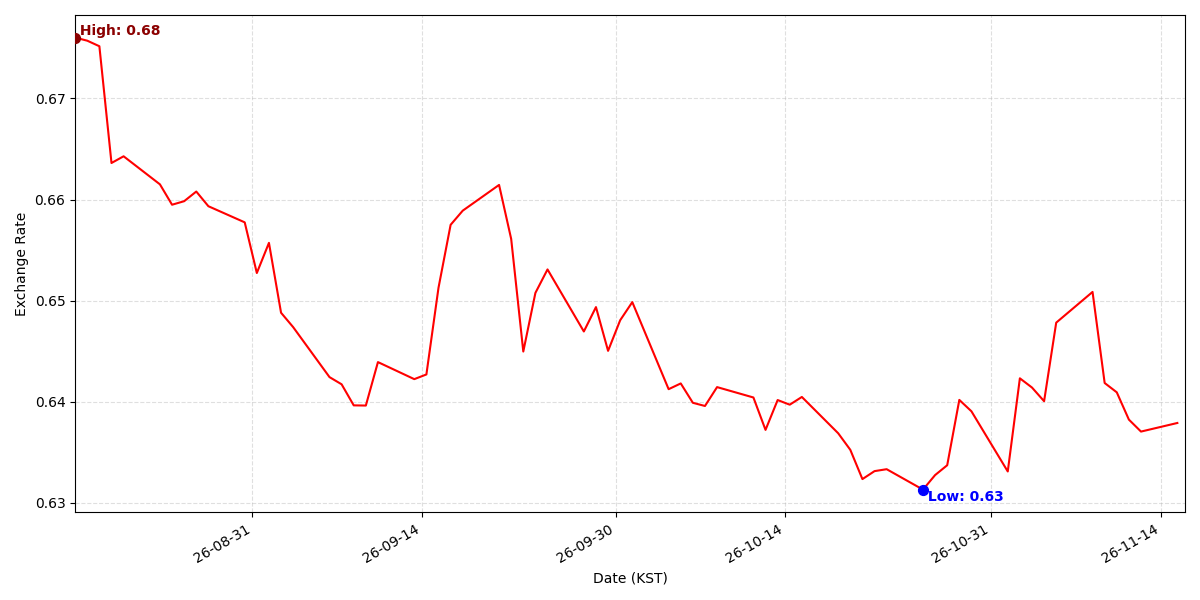 High: 0.68
0.67
0.66
0.65
0.64
0.63
Exchange Rate
Low: 0.63
26-08-31
26-09-14
26-09-30
26-10-14
26-10-31
26-11-14
Date (KST)